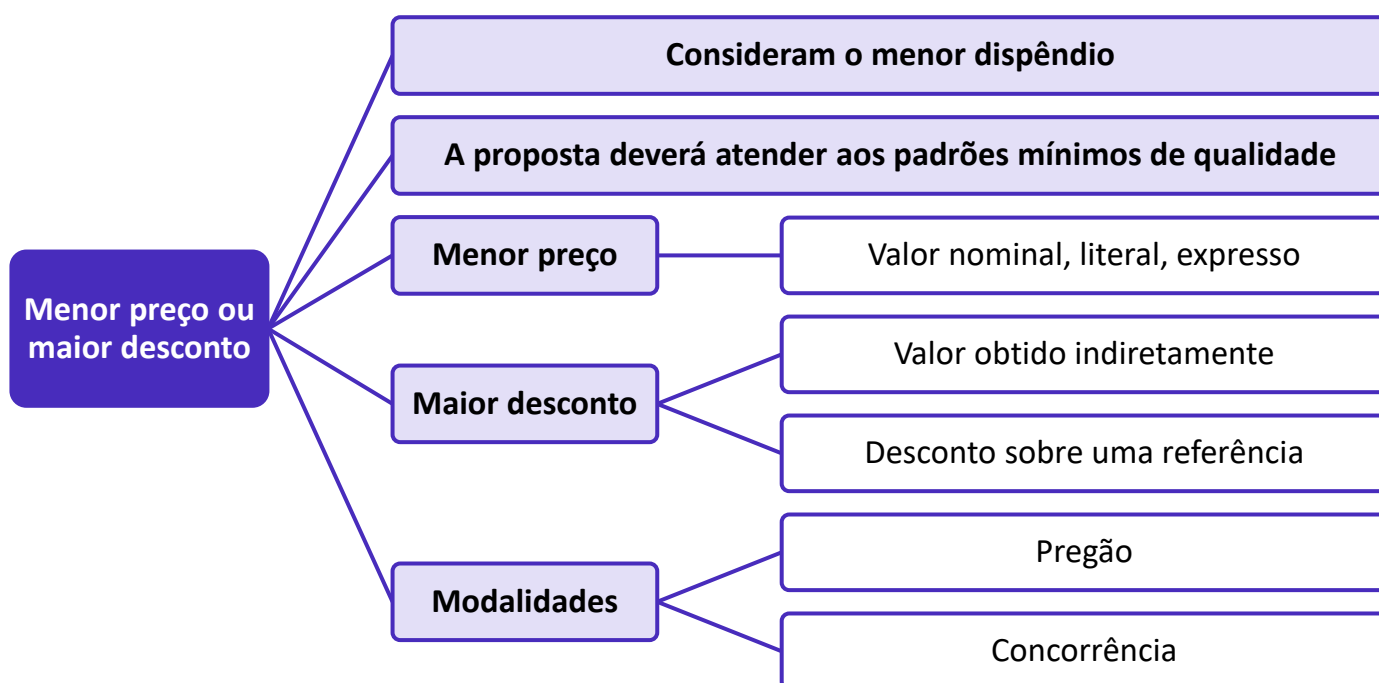 Consideram o menor dispêndio
A proposta deverá atender aos padrões mínimos de qualidade
Menor preço ou
maior desconto
Menor preço
Valor nominal, literal, expresso
Maior desconto
Valor obtido indiretamente
Desconto sobre uma referência
Modalidades
Pregão
Concorrência